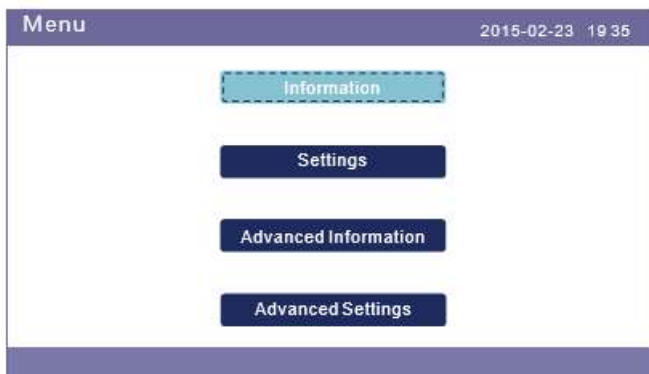 Menu
2015-02-23 19 35
Information
Settings
Advanced Information
Advanced Settings